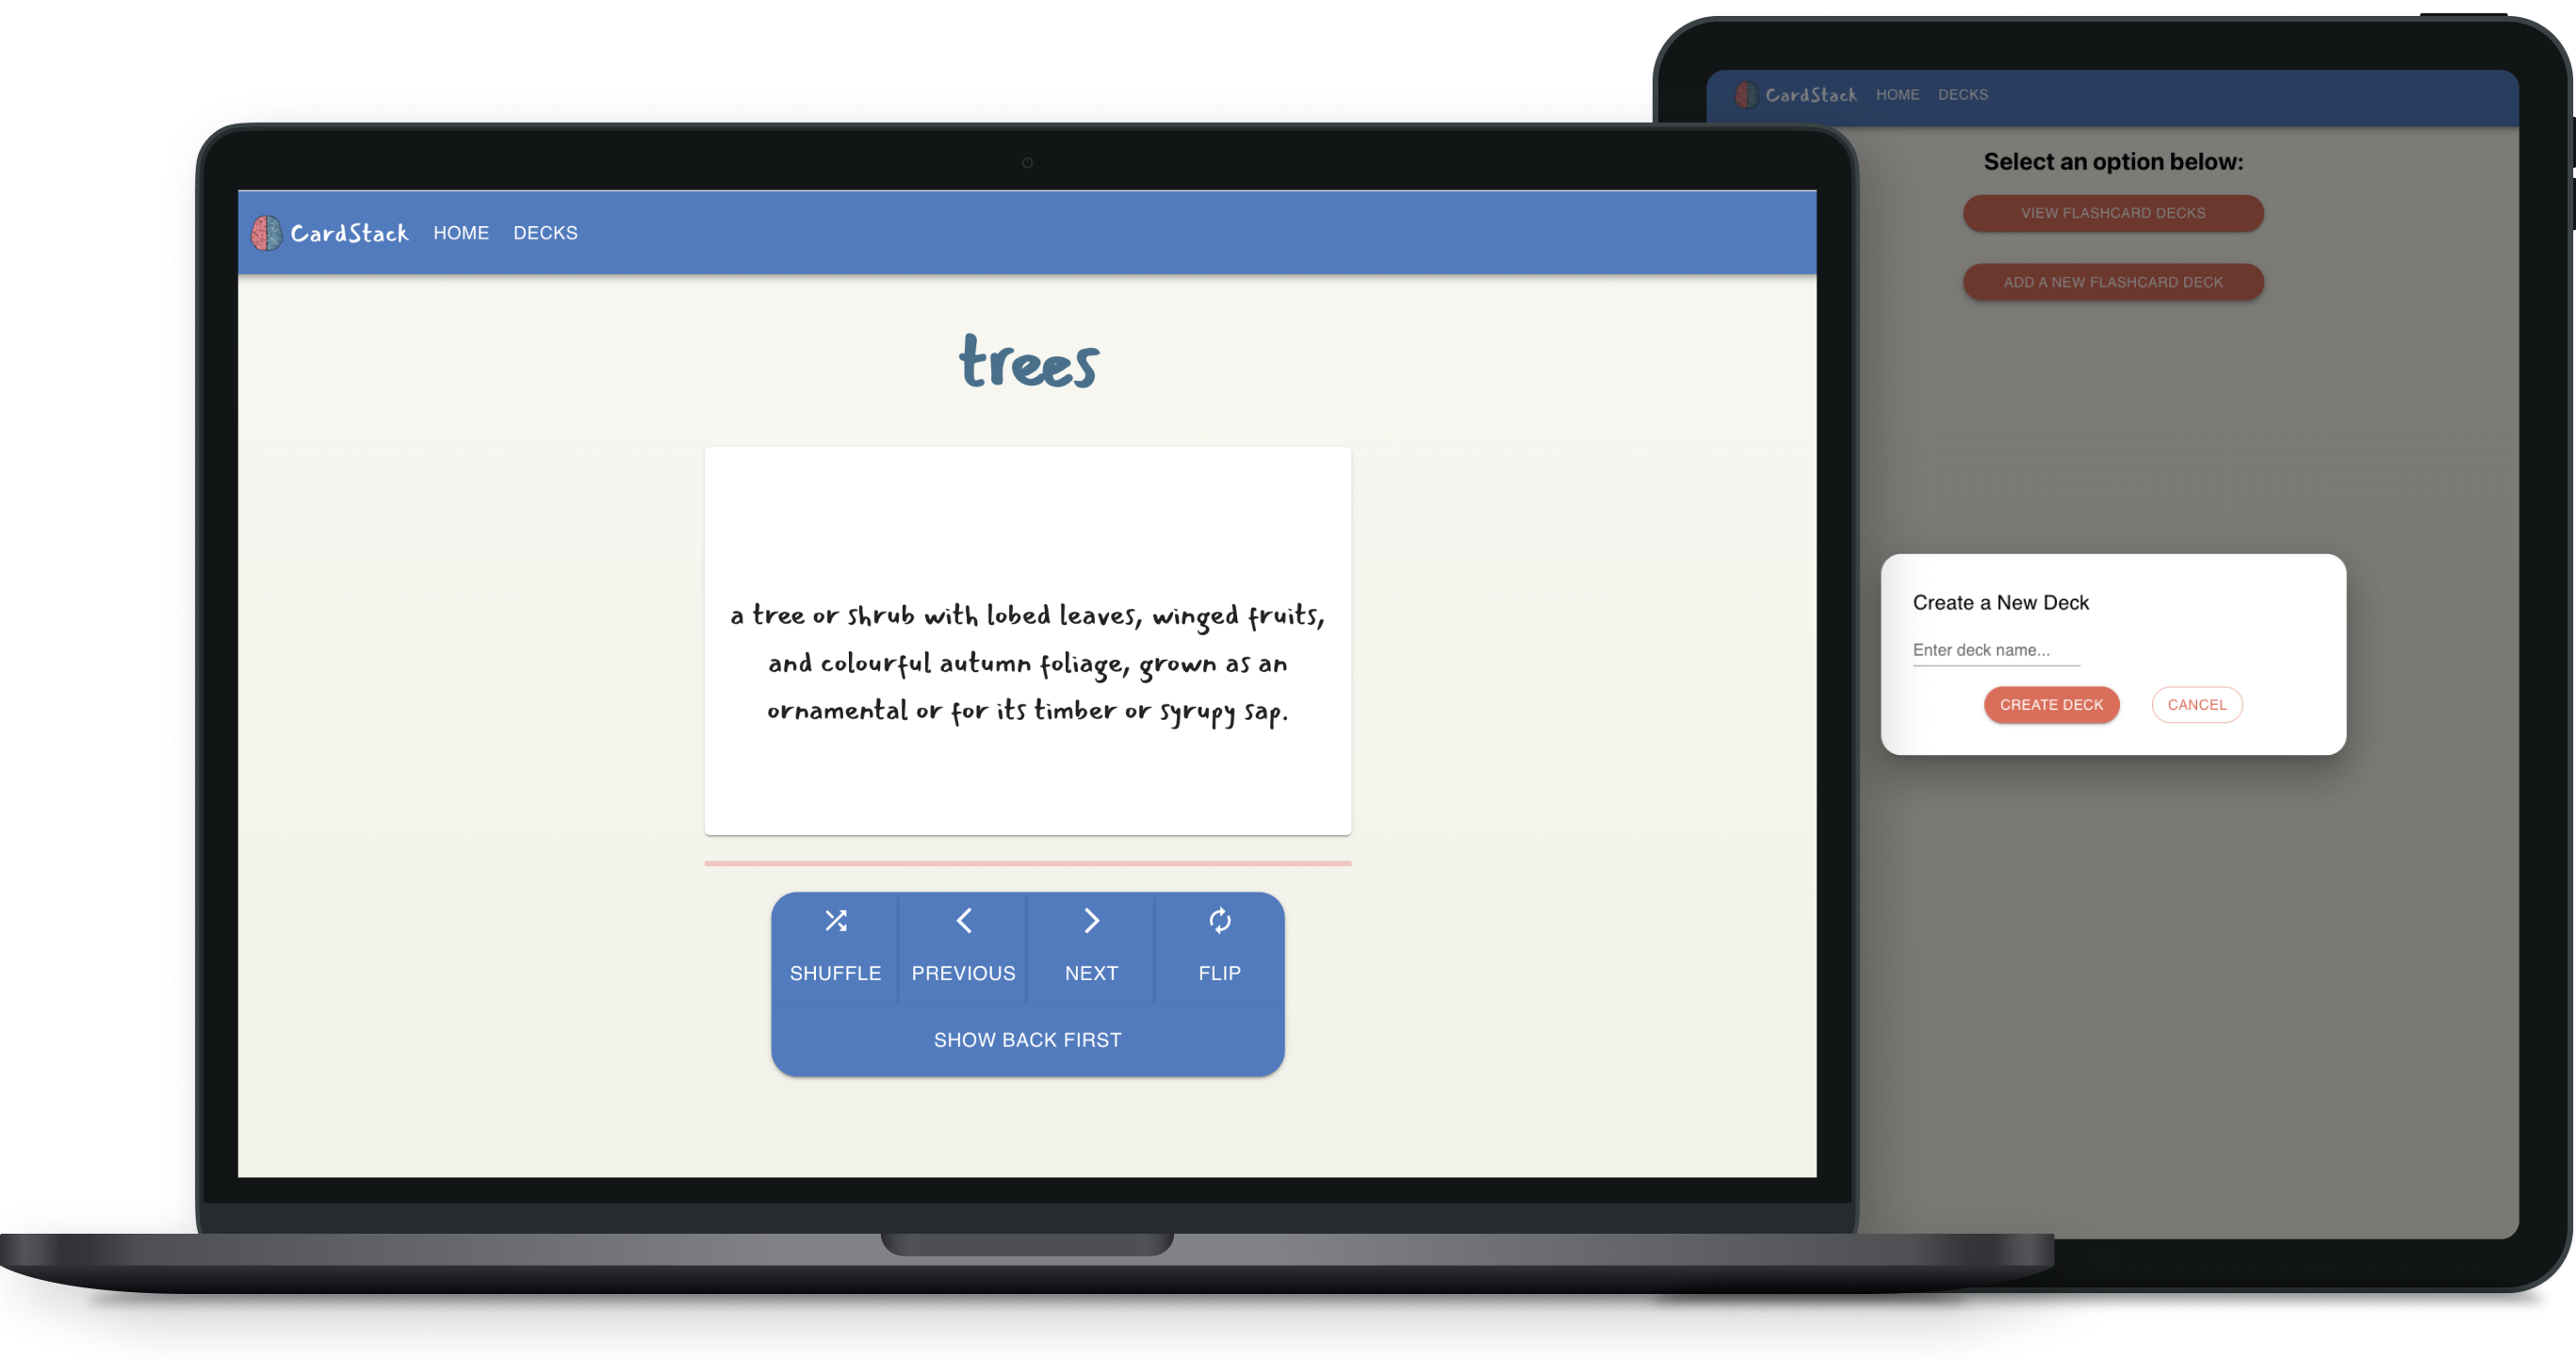 CardStack HOME DECKS
trees
a tree or shrub with lobed leaves, winged fruits,
and colourful autumn foliage, grown as an
ornamental or for its timber or syrupy sap.
SHUFFLE PREVIOUS NEXT FLIP
SHOW BACK FIRST
CardStack HOME DECKS
Select an option below:
VIEW FLASHCARD DECKS
ADD A NEW FLASHCARD DECK
Create a New Deck
Enter deck name...
CREATE DECK CANCEL